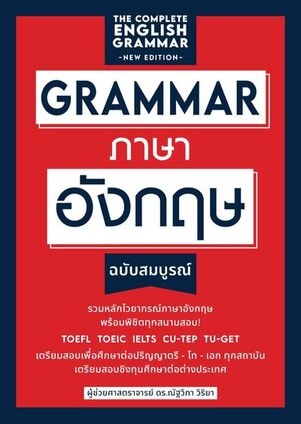 THE COMPLETE
ENGLISH
GRAMMAR
-NEW EDITION-
GRAMMAR
ภาษา
อังกฤษ
ฉบับสมบูรณ์
รวมหลักไวยากรณ์ภาษาอังกฤษ
พร้อมพิชิตทุกสนามสอบ!
TOEFL TOEIC IELTS CU-TEP TU-GET
เตรียมสอบเพื่อศึกษาต่อปริญญาตรี - โท - เอก ทุกสถาบัน
เตรียมสอบชิงทุนศึกษาต่อต่างประเทศ
ผู้ช่วยศาสตราจารย์ ดร.ณัฐวิภา วิริยา